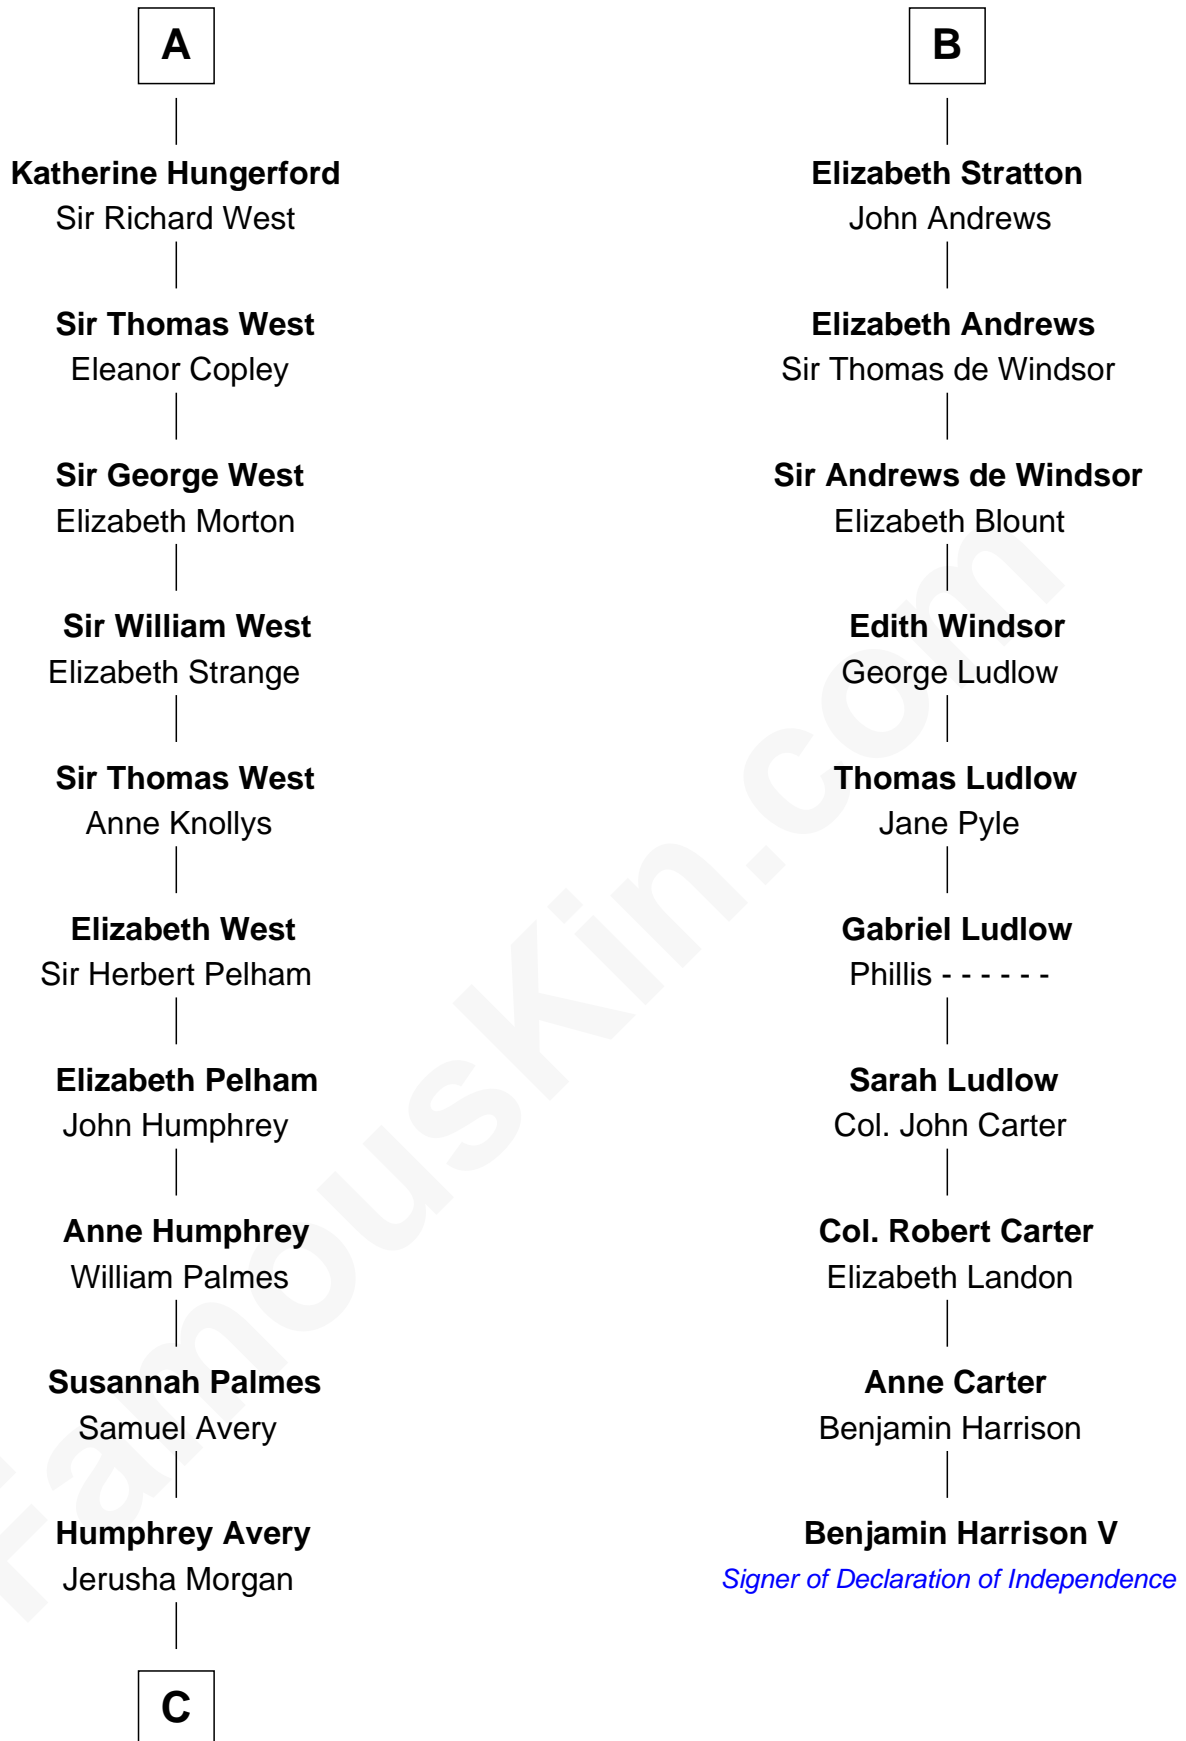 A
Katherine Hungerford
Sir Richard West
Sir Thomas West
Eleanor Copley
Sir George West
Elizabeth Morton
Sir William West
Elizabeth Strange
Sir Thomas West
Anne Knollys
Elizabeth West
Sir Herbert Pelham
Elizabeth Pelham
John Humphrey
Anne Humphrey
William Palmes
Susannah Palmes
Samuel Avery
Humphrey Avery
Jerusha Morgan
C
B
Elizabeth Stratton
John Andrews
Elizabeth Andrews
Sir Thomas de Windsor
Sir Andrews de Windsor
Elizabeth Blount
Edith Windsor
George Ludlow
Thomas Ludlow
Jane Pyle
Gabriel Ludlow
Phillis - - - - - -
Sarah Ludlow
Col. John Carter
Col. Robert Carter
Elizabeth Landon
Anne Carter
Benjamin Harrison
Benjamin Harrison V
Signer of Declaration of Independence
FamousKin.com